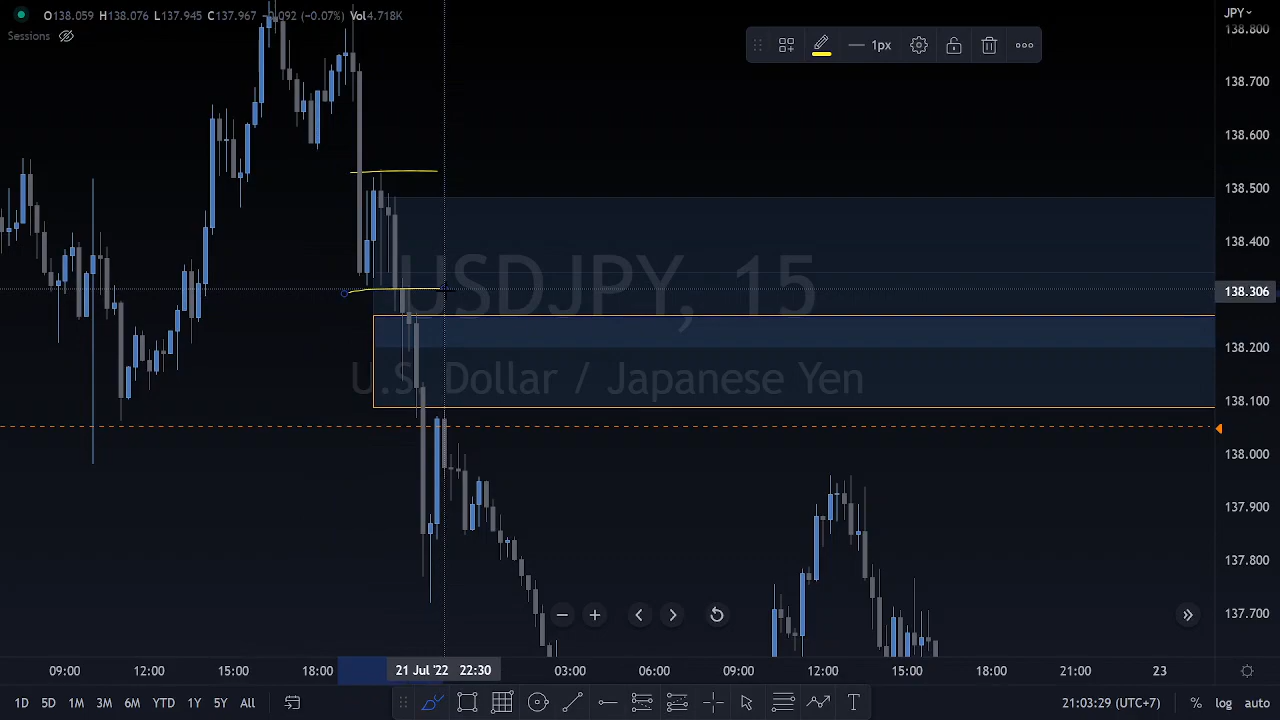 O138.059 H138.076 L137.945 C137.967 −0.092 (−0.07%) Vol4.718K
JPY
Sessions
1px
138.800
138.700
138.600
138.500
138.400
138.306
138.200
138.100
138.000
137.900
137.800
137.700
USDJPY, 15
U.S. Dollar / Japanese Yen
09:00 12:00 15:00 18:00 21 Jul '22 22:30 03:00 06:00 09:00 12:00 15:00 18:00 21:00 23
1D 5D 1M 3M 6M YTD 1Y 5Y All T 21:03:29 (UTC+7) % log auto